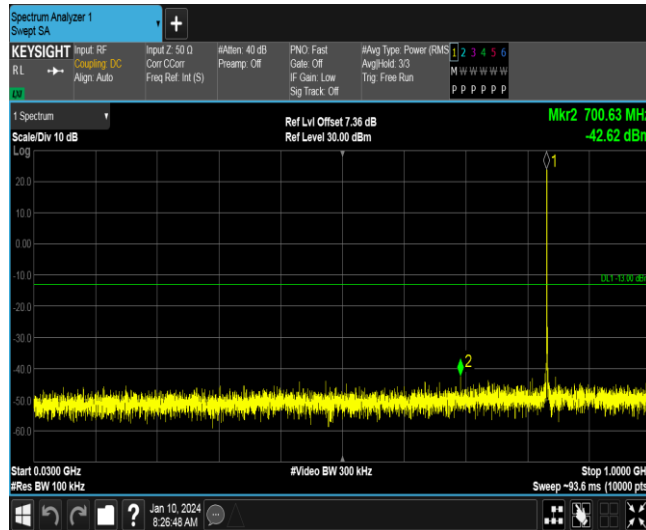 Spectrum Analyzer 1
Swept SA
+
KEYSIGHT
RL
LXI
Input: RF
Coupling: DC
Align: Auto
Input Z: 50 Ω
Corr CCorr
Freq Ref: Int (S)
#Atten: 40 dB
Preamp: Off
PNO: Fast
Gate: Off
IF Gain: Low
Sig Track: Off
#Avg Type: Power (RMS
Avg|Hold: 3/3
Trig: Free Run
1 2 3 4 5 6
M W W W W W
P P P P P P
1 Spectrum
Scale/Div 10 dB
Log
Ref Lvl Offset 7.36 dB
Ref Level 30.00 dBm
Mkr2 700.63 MHz
-42.62 dBm
1
20.0
10.0
0.00
-10.0
DL1 -13.00 dB
-20.0
-30.0
-40.0
2
-50.0
-60.0
Start 0.0300 GHz
#Res BW 100 kHz
#Video BW 300 kHz
Stop 1.0000 GH
Sweep ~93.6 ms (10000 pts
?
Jan 10, 2024
8:26:48 AM